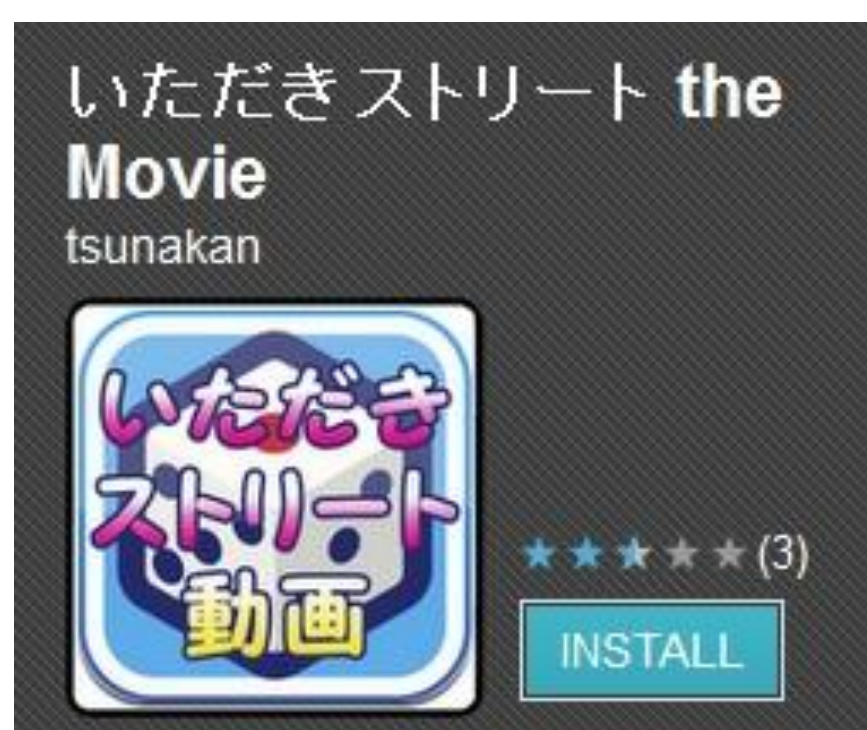 いただきストリート the
Movie
tsunakan
いただき
ストリート
動画
(3)
INSTALL